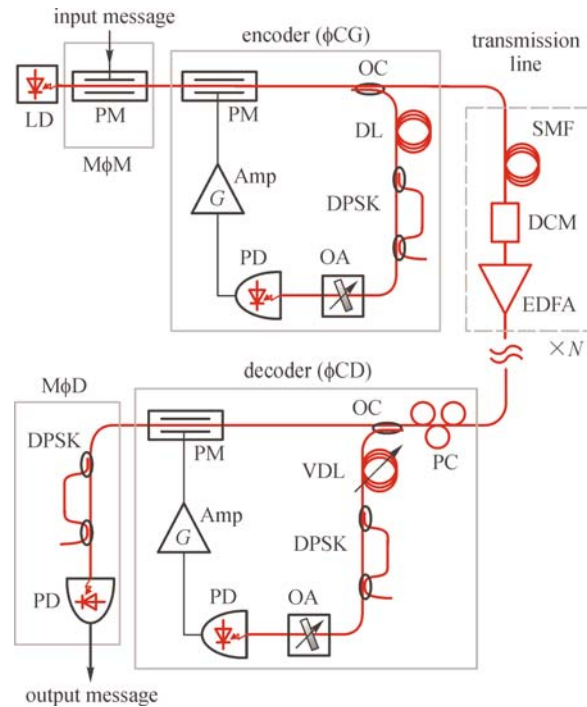 input message
encoder (ϕCG)
transmission
line
LD
PM
MϕM
PM
OC
DL
DPSK
Amp
G
PD
OA
SMF
DCM
EDFA
×N
MϕD
decoder (ϕCD)
DPSK
PM
OC
PC
VDL
DPSK
Amp
G
PD
PD
OA
output message